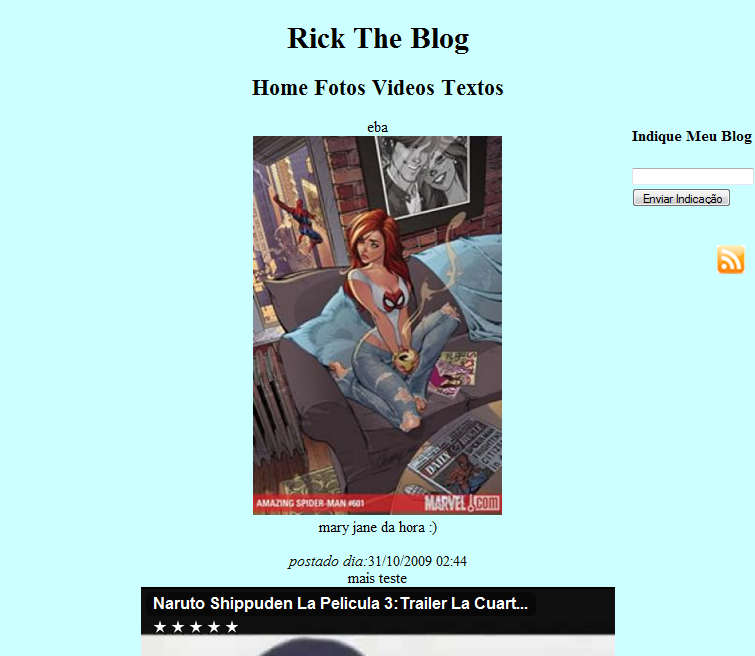 Rick The Blog
Home Fotos Videos Textos
eba
Indique Meu Blog
Enviar Indicação
DAILY BUGLE
AMAZING SPIDER-MAN #601
MARVEL.COM
mary jane da hora :)
postado dia:31/10/2009 02:44
mais teste
Naruto Shippuden La Pelicula 3:Trailer La Cuart...